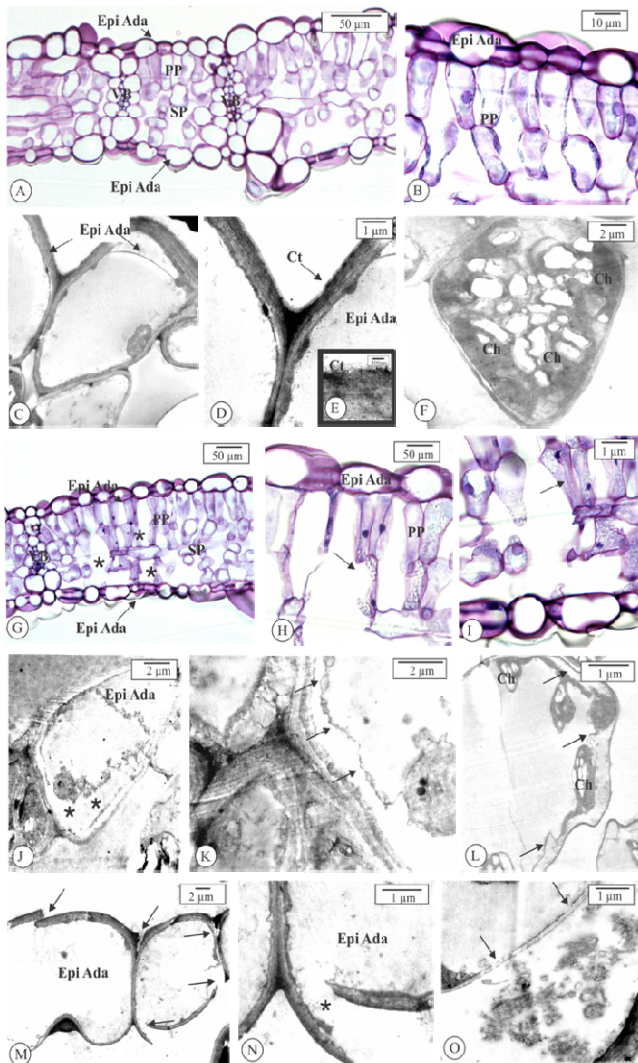 Epi Ada
50 µm
PP
VB
SP
VB
Epi Ada
A
10 µm
Epi Ada
PP
B
Epi Ada
C
1 µm
Ct
Epi Ada
D
Ct
E
2 µm
Ch
Ch
Ch
F
50 µm
Epi Ada
PP
VB
SP
Epi Ada
G
50 µm
Epi Ada
PP
H
1 µm
I
2 µm
Epi Ada
J
2 µm
K
1 µm
Ch
Ch
L
2 µm
Epi Ada
M
1 µm
Epi Ada
N
1 µm
O